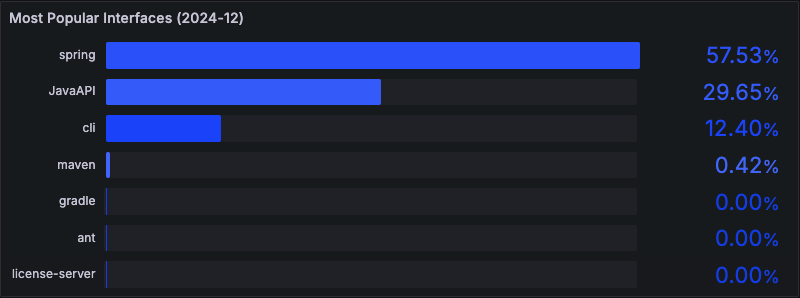 Most Popular Interfaces (2024-12)
spring 57.53%
JavaAPI 29.65%
cli 12.40%
maven 0.42%
gradle 0.00%
ant 0.00%
license-server 0.00%